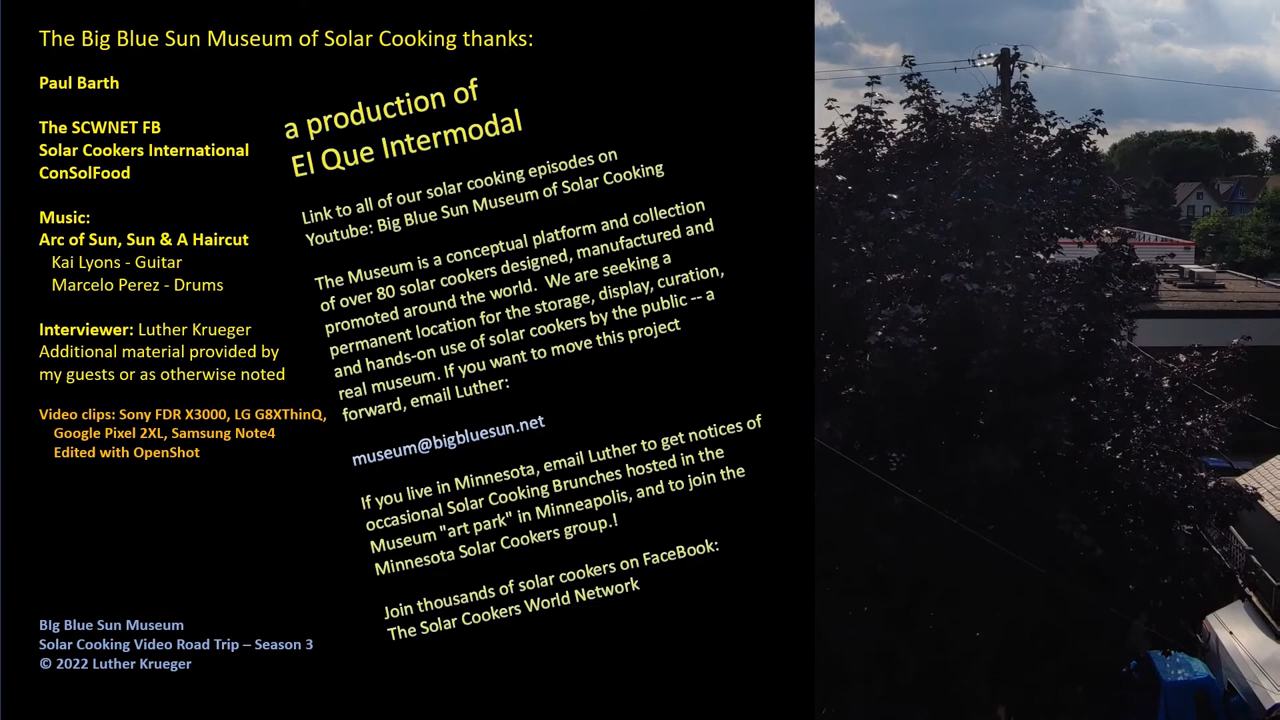 The Big Blue Sun Museum of Solar Cooking thanks:
Paul Barth
The SCWNET FB
Solar Cookers International
ConSolFood
Music:
Arc of Sun, Sun & A Haircut
Kai Lyons - Guitar
Marcelo Perez - Drums
Interviewer: Luther Krueger
Additional material provided by
my guests or as otherwise noted
Video clips: Sony FDR X3000, LG G8XThinQ,
Google Pixel 2XL, Samsung Note4
Edited with OpenShot
BIg Blue Sun Museum
Solar Cooking Video Road Trip – Season 3
© 2022 Luther Krueger
a production of
El Que Intermodal
Link to all of our solar cooking episodes on
Youtube: Big Blue Sun Museum of Solar Cooking
The Museum is a conceptual platform and collection
of over 80 solar cookers designed, manufactured and
promoted around the world.  We are seeking a
permanent location for the storage, display, curation,
and hands-on use of solar cookers by the public -- a
real museum. If you want to move this project
forward, email Luther:
museum@bigbluesun.net
If you live in Minnesota, email Luther to get notices of
occasional Solar Cooking Brunches hosted in the
Museum "art park" in Minneapolis, and to join the
Minnesota Solar Cookers group.!
Join thousands of solar cookers on FaceBook:
The Solar Cookers World Network